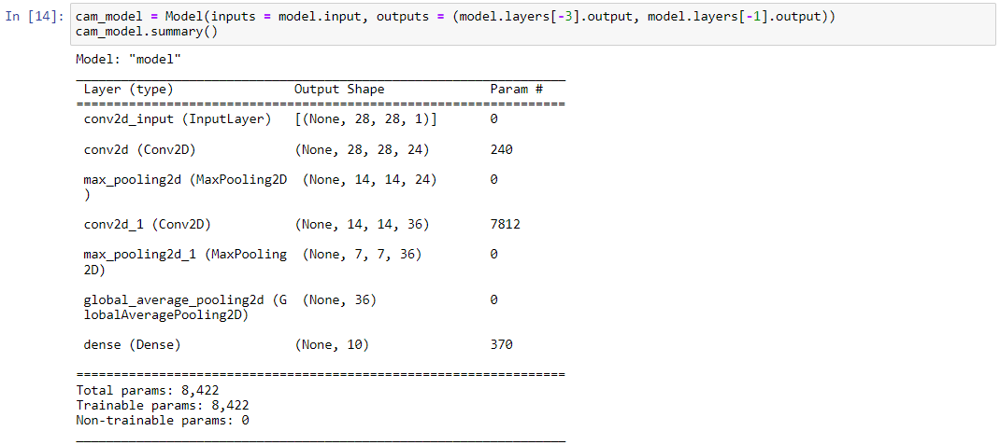 In [14]: cam_model = Model(inputs = model.input, outputs = (model.layers[-3].output, model.layers[-1].output))
cam_model.summary()
Model: "model"
_________________________________________________________________
Layer (type) Output Shape Param #
=================================================================
conv2d_input (InputLayer) [(None, 28, 28, 1)] 0
conv2d (Conv2D) (None, 28, 28, 24) 240
max_pooling2d (MaxPooling2D (None, 14, 14, 24) 0
)
conv2d_1 (Conv2D) (None, 14, 14, 36) 7812
max_pooling2d_1 (MaxPooling (None, 7, 7, 36) 0
2D)
global_average_pooling2d (G (None, 36) 0
lobalAveragePooling2D)
dense (Dense) (None, 10) 370
=================================================================
Total params: 8,422
Trainable params: 8,422
Non-trainable params: 0
_________________________________________________________________